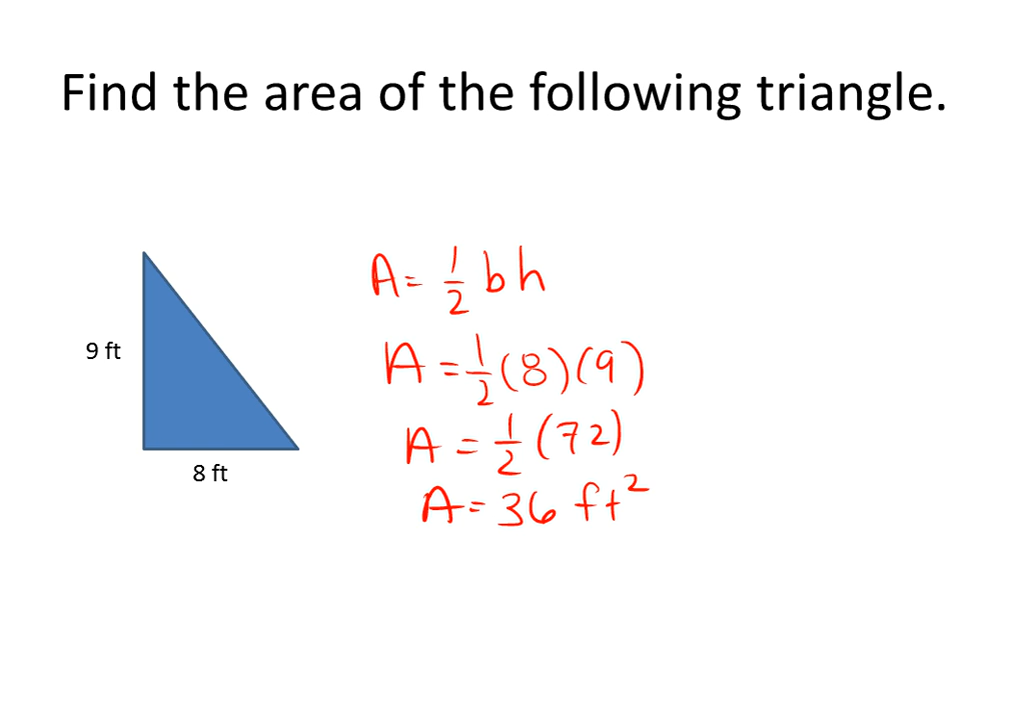 Find the area of the following triangle.
A = 1/2 bh
9 ft
A = 1/2 (8)(9)
A = 1/2 (72)
8 ft
A = 36 ft²